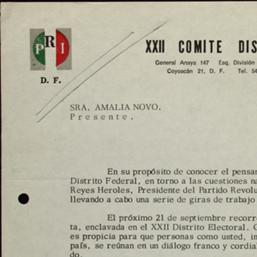 PRI
D. F.
XXII COMITE DIS
General Anaya 147 Esq. División
Coyoacán 21, D. F. Tel. 54
SRA. AMALIA NOVO.
Presente.
En su propósito de conocer el pensa
Distrito Federal, en torno a las cuestiones na
Reyes Heroles, Presidente del Partido Revolu
llevando a cabo una serie de giras de trabajo
El próximo 21 de septiembre recorre
ta, enclavada en el XXII Distrito Electoral. C
es propicia para que personas como usted, in
país, se reúnan en un diálogo franco y cordia
do.